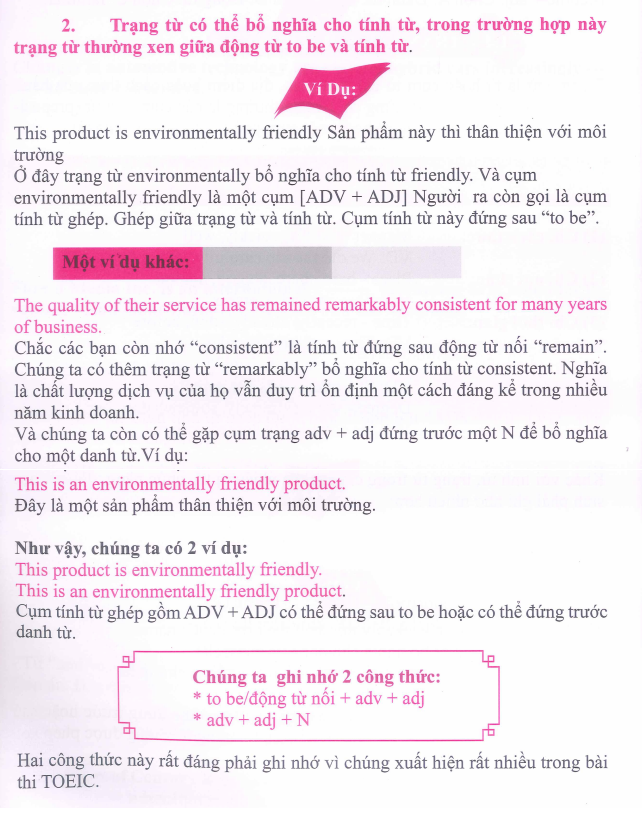 2. Trạng từ có thể bổ nghĩa cho tính từ, trong trường hợp này
trạng từ thường xen giữa động từ to be và tính từ.
Ví Dụ:
This product is environmentally friendly Sản phẩm này thì thân thiện với môi
trường
Ở đây trạng từ environmentally bổ nghĩa cho tính từ friendly. Và cụm
environmentally friendly là một cụm [ADV + ADJ] Người ra còn gọi là cụm
tính từ ghép. Ghép giữa trạng từ và tính từ. Cụm tính từ này đứng sau “to be”.
Một ví dụ khác:
The quality of their service has remained remarkably consistent for many years
of business.
Chắc các bạn còn nhớ “consistent” là tính từ đứng sau động từ nối “remain”.
Chúng ta có thêm trạng từ “remarkably” bổ nghĩa cho tính từ consistent. Nghĩa
là chất lượng dịch vụ của họ vẫn duy trì ổn định một cách đáng kể trong nhiều
năm kinh doanh.
Và chúng ta còn có thể gặp cụm trạng adv + adj đứng trước một N để bổ nghĩa
cho một danh từ.Ví dụ:
This is an environmentally friendly product.
Đây là một sản phẩm thân thiện với môi trường.
Như vậy, chúng ta có 2 ví dụ:
This product is environmentally friendly.
This is an environmentally friendly product.
Cụm tính từ ghép gồm ADV + ADJ có thể đứng sau to be hoặc có thể đứng trước
danh từ.
Chúng ta ghi nhớ 2 công thức:
* to be/động từ nối + adv + adj
* adv + adj + N
Hai công thức này rất đáng phải ghi nhớ vì chúng xuất hiện rất nhiều trong bài
thi TOEIC.